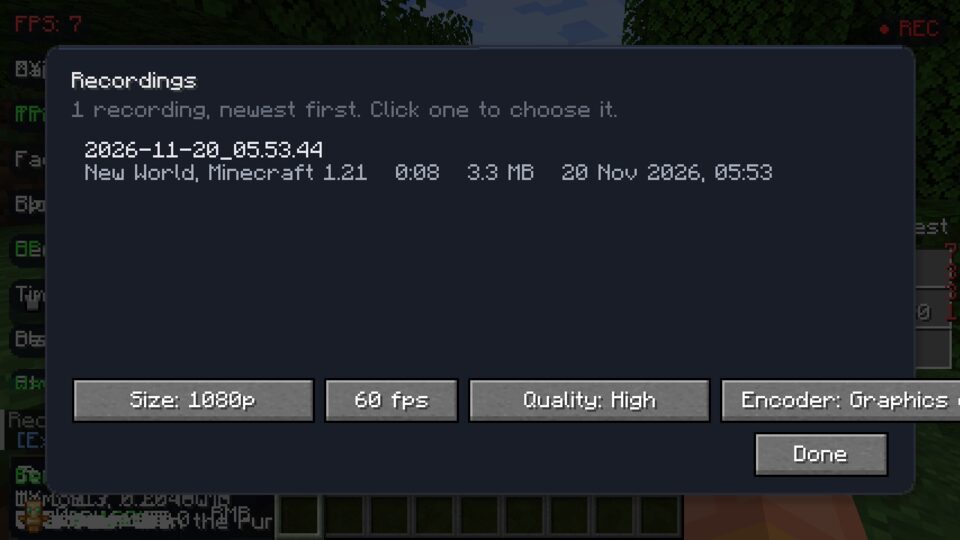 FPS: 7
REC
Recordings
1 recording, newest first. Click one to choose it.
2026-11-20_05.53.44
New World, Minecraft 1.21 0:08 3.3 MB 20 Nov 2026, 05:53
Size: 1080p
60 fps
Quality: High
Encoder: Graphics
Done
RMB